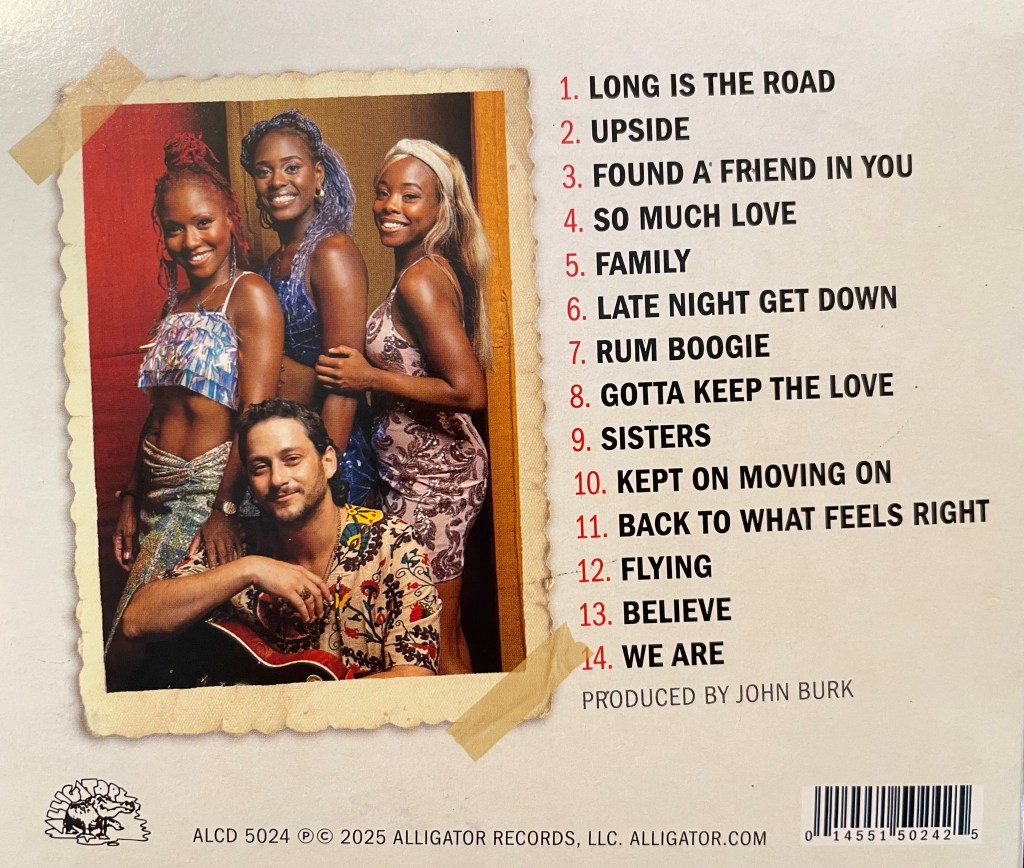 1. LONG IS THE ROAD
2. UPSIDE
3. FOUND A FRIEND IN YOU
4. SO MUCH LOVE
5. FAMILY
6. LATE NIGHT GET DOWN
7. RUM BOOGIE
8. GOTTA KEEP THE LOVE
9. SISTERS
10. KEPT ON MOVING ON
11. BACK TO WHAT FEELS RIGHT
12. FLYING
13. BELIEVE
14. WE ARE
PRODUCED BY JOHN BURK
ALLIGATOR
ALCD 5024 ℗© 2025 ALLIGATOR RECORDS, LLC. ALLIGATOR.COM
0 14551 50242 5